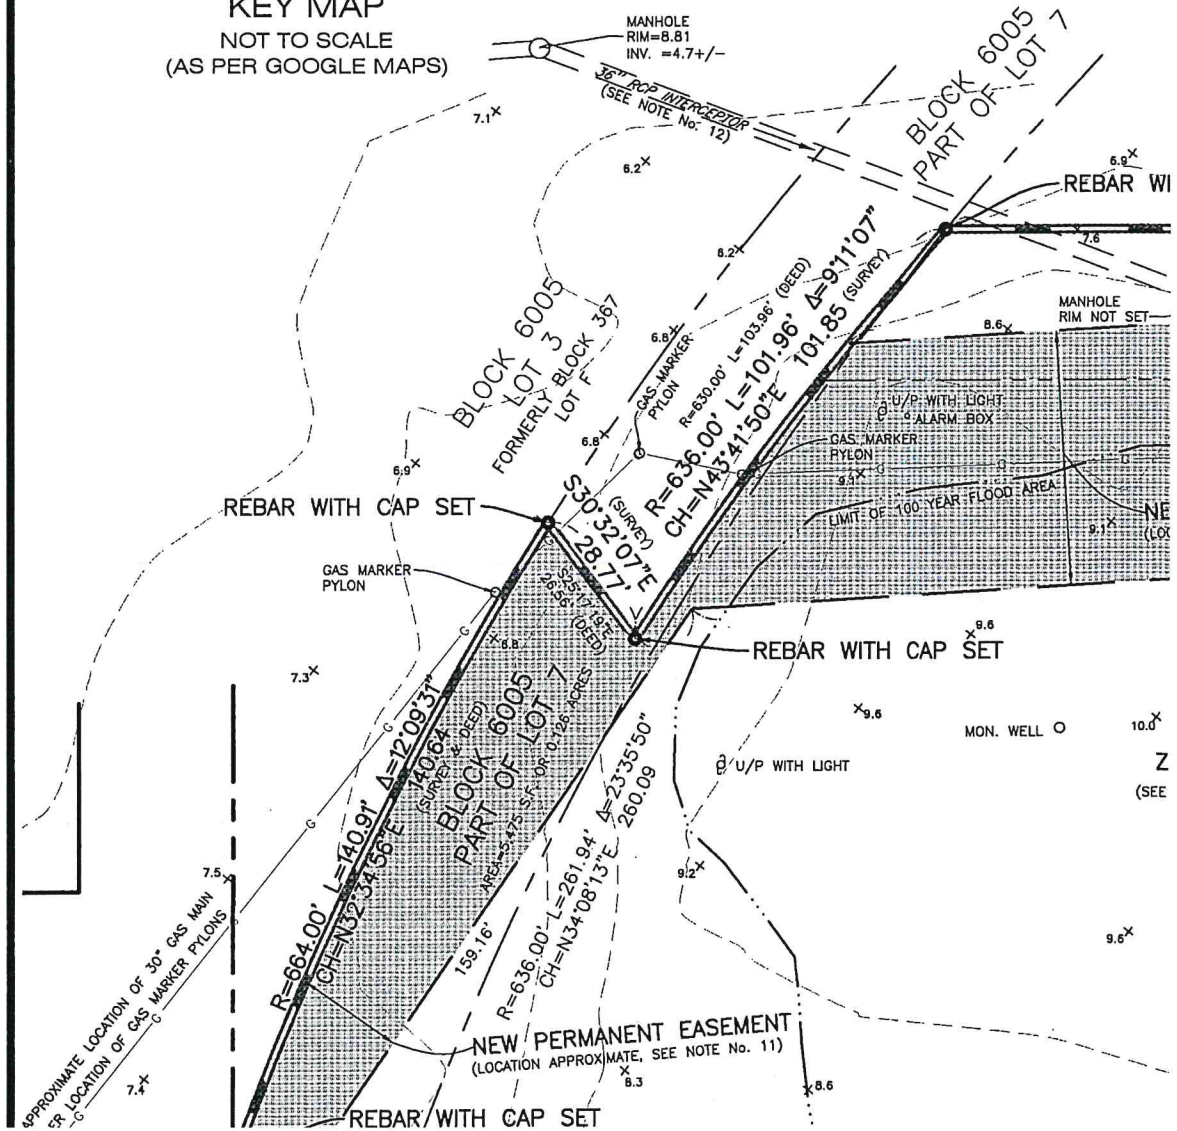 KEY MAP
NOT TO SCALE
(AS PER GOOGLE MAPS)
MANHOLE
RIM=8.81
INV. =4.7+/-
36" RCP INTERCEPTOR
(SEE NOTE No. 12)
BLOCK 6005
PART OF LOT 7
7.1
6.2
6.9
REBAR WI
7.6
8.2
MANHOLE
RIM NOT SET
8.6
BLOCK 6005
LOT 3
FORMERLY BLOCK 367
LOT F
6.8
GAS MARKER
PYLON
R=630.00' L=103.96' (DEED)
R=636.00' L=101.96' Δ=9°11'07"
CH=N43°41'50"E 101.85 (SURVEY)
U/P WITH LIGHT
ALARM BOX
GAS MARKER
PYLON
9.1
LIMIT OF 100 YEAR FLOOD AREA
9.1
NE
(LOC
6.8
6.9
REBAR WITH CAP SET
S30°32'07"E
(SURVEY)
28.77'
S25°17'19"E
26.56' (DEED)
GAS MARKER
PYLON
6.8
9.6
REBAR WITH CAP SET
7.3
9.6
MON. WELL
10.0
U/P WITH LIGHT
Z
(SEE
R=664.00' L=140.91' Δ=12°09'31"
CH=N32°34'56"E 140.64'
(SURVEY & DEED)
BLOCK 6005
PART OF LOT 7
AREA=5,475 S.F. OR 0.126 ACRES
159.16'
R=636.00' L=261.94' Δ=23°35'50"
CH=N34°08'13"E 260.09
7.5
9.2
9.6
G
G
G
G
G
APPROXIMATE LOCATION OF 30" GAS MAIN
ER LOCATION OF GAS MARKER PYLONS
NEW PERMANENT EASEMENT
(LOCATION APPROXIMATE, SEE NOTE No. 11)
7.4
8.3
8.6
REBAR WITH CAP SET